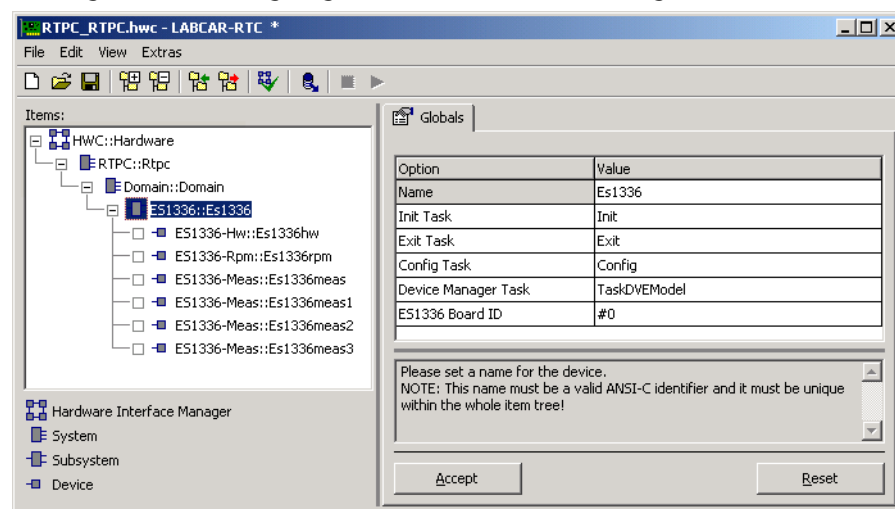 RTPC_RTPC.hwc - LABCAR-RTC *
File Edit View Extras
Items:
HWC::Hardware
RTPC::Rtpc
Domain::Domain
ES1336::Es1336
ES1336-Hw::Es1336hw
ES1336-Rpm::Es1336rpm
ES1336-Meas::Es1336meas
ES1336-Meas::Es1336meas1
ES1336-Meas::Es1336meas2
ES1336-Meas::Es1336meas3
Hardware Interface Manager
System
Subsystem
Device
Globals
Option Value
Name Es1336
Init Task Init
Exit Task Exit
Config Task Config
Device Manager Task TaskDVEModel
ES1336 Board ID #0
Please set a name for the device.
NOTE: This name must be a valid ANSI-C identifier and it must be unique
within the whole item tree!
Accept Reset